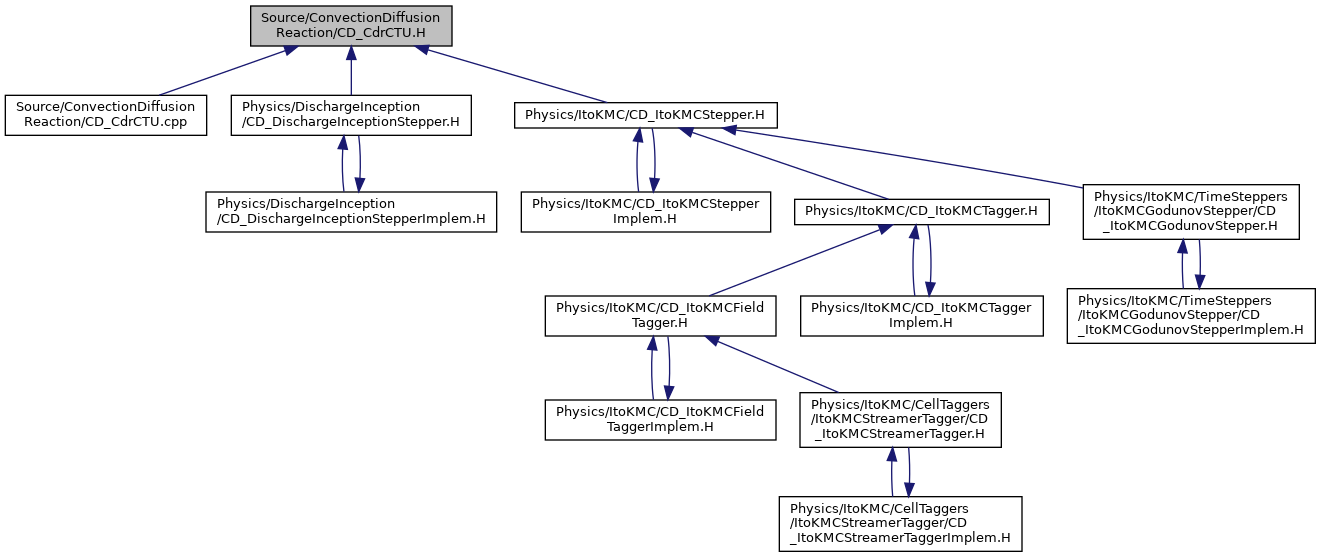 Source/ConvectionDiffusion
Reaction/CD_CdrCTU.H
Source/ConvectionDiffusion
Reaction/CD_CdrCTU.cpp
Physics/DischargeInception
/CD_DischargeInceptionStepper.H
Physics/ItoKMC/CD_ItoKMCStepper.H
Physics/DischargeInception
/CD_DischargeInceptionStepperImplem.H
Physics/ItoKMC/CD_ItoKMCStepper
Implem.H
Physics/ItoKMC/CD_ItoKMCTagger.H
Physics/ItoKMC/TimeSteppers
/ItoKMCGodunovStepper/CD
_ItoKMCGodunovStepper.H
Physics/ItoKMC/CD_ItoKMCField
Tagger.H
Physics/ItoKMC/CD_ItoKMCTagger
Implem.H
Physics/ItoKMC/TimeSteppers
/ItoKMCGodunovStepper/CD
_ItoKMCGodunovStepperImplem.H
Physics/ItoKMC/CD_ItoKMCField
TaggerImplem.H
Physics/ItoKMC/CellTaggers
/ItoKMCStreamerTagger/CD
_ItoKMCStreamerTagger.H
Physics/ItoKMC/CellTaggers
/ItoKMCStreamerTagger/CD
_ItoKMCStreamerTaggerImplem.H